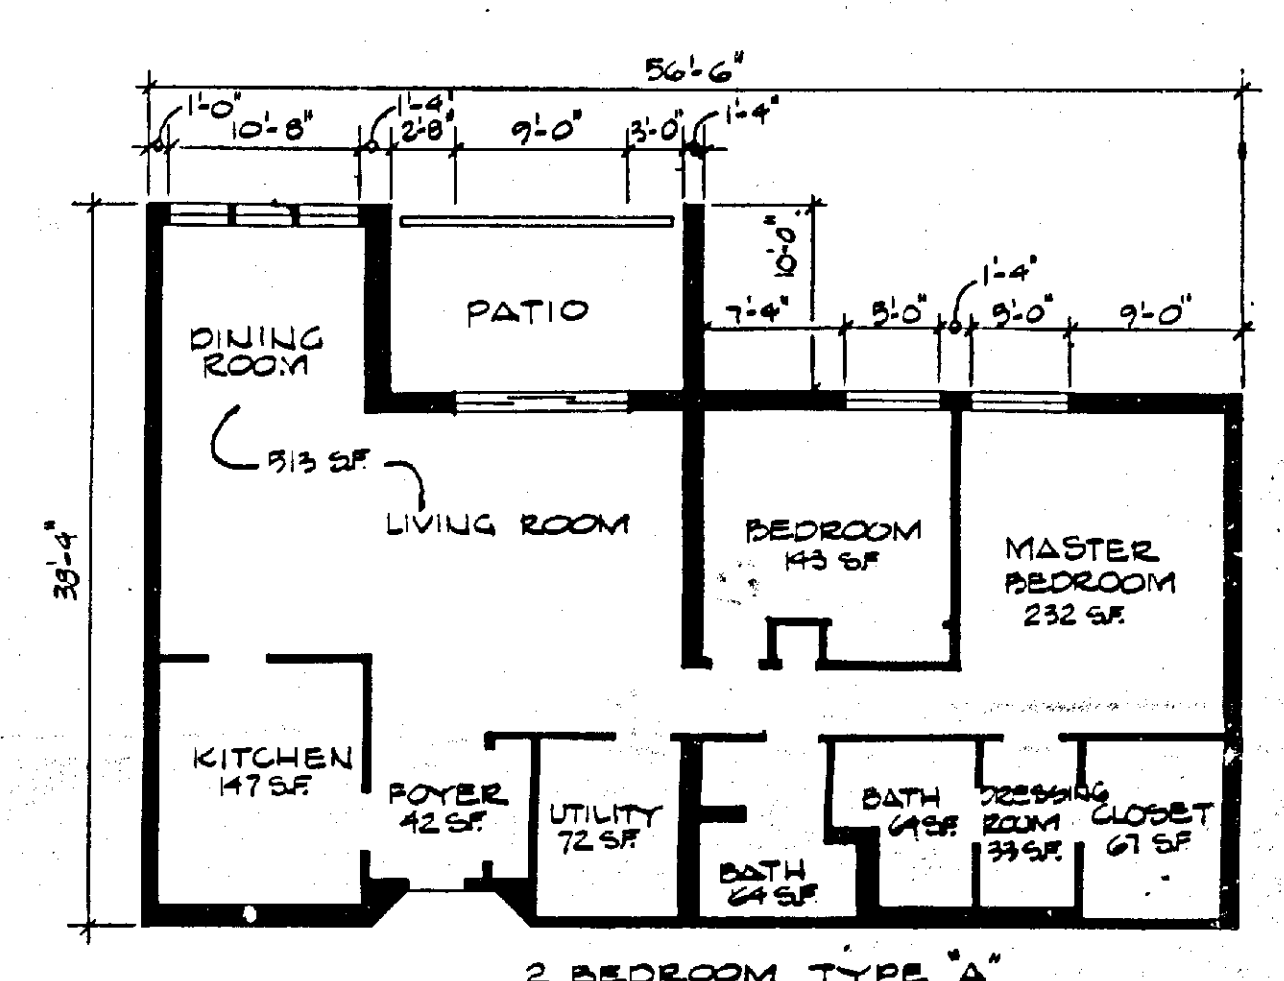 56'-6"
1'-0"
10'-8"
1'-4"
2'-8"
9'-0"
3'-0"
1'-4"
10'-0"
1'-4"
7'-4"
5'-0"
5'-0"
9'-0"
PATIO
DINING
ROOM
513 S.F.
LIVING ROOM
38'-4"
BEDROOM
143 S.F.
MASTER
BEDROOM
232 S.F.
KITCHEN
147 S.F.
FOYER
42 S.F.
UTILITY
72 S.F.
BATH
64 S.F.
BATH
64 S.F.
DRESSING
ROOM
33 S.F.
CLOSET
67 S.F.
2 BEDROOM TYPE "A"